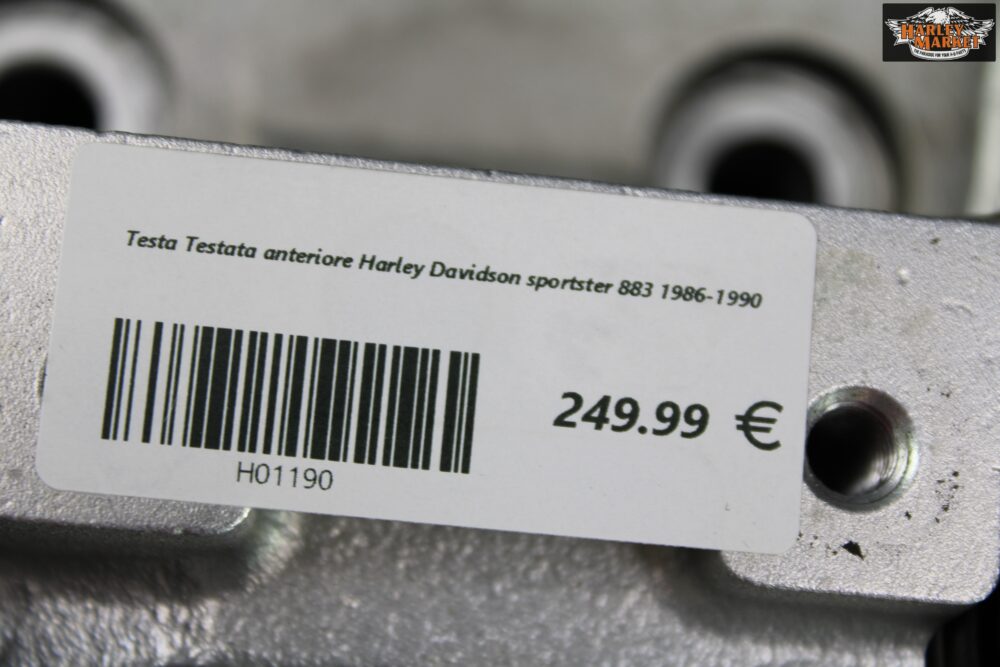 HARLEY
MARKET
Testa Testata anteriore Harley Davidson sportster 883 1986-1990
249.99 €
H01190